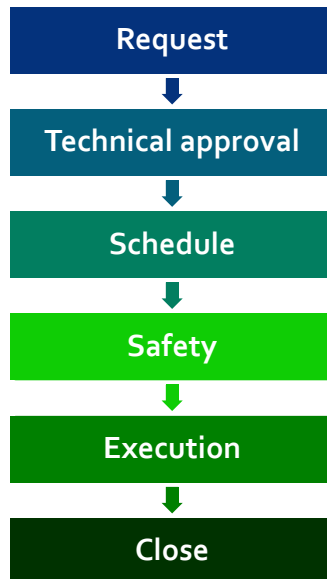 Request
Technical approval
Schedule
Safety
Execution
Close